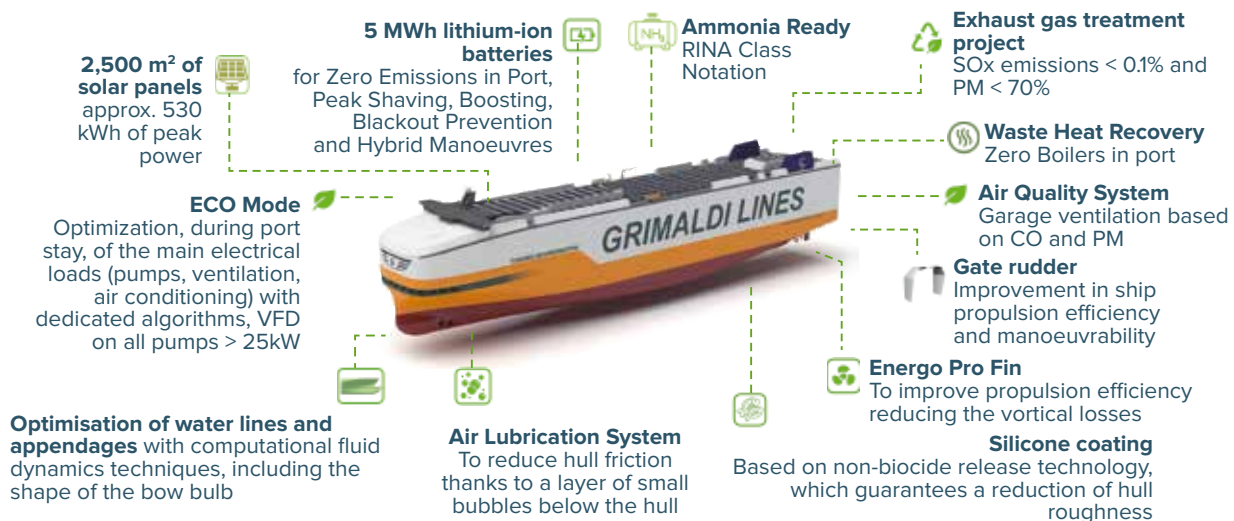 2,500 m² of
solar panels
approx. 530
kWh of peak
power
5 MWh lithium-ion
batteries
for Zero Emissions in Port,
Peak Shaving, Boosting,
Blackout Prevention
and Hybrid Manoeuvres
NH₃
Ammonia Ready
RINA Class
Notation
Exhaust gas treatment
project
SOx emissions < 0.1% and
PM < 70%
Waste Heat Recovery
Zero Boilers in port
Air Quality System
Garage ventilation based
on CO and PM
Gate rudder
Improvement in ship
propulsion efficiency
and manoeuvrability
Energo Pro Fin
To improve propulsion efficiency
reducing the vortical losses
Silicone coating
Based on non-biocide release technology,
which guarantees a reduction of hull
roughness
Air Lubrication System
To reduce hull friction
thanks to a layer of small
bubbles below the hull
Optimisation of water lines and
appendages with computational fluid
dynamics techniques, including the
shape of the bow bulb
ECO Mode
Optimization, during port
stay, of the main electrical
loads (pumps, ventilation,
air conditioning) with
dedicated algorithms, VFD
on all pumps > 25kW
GRIMALDI LINES